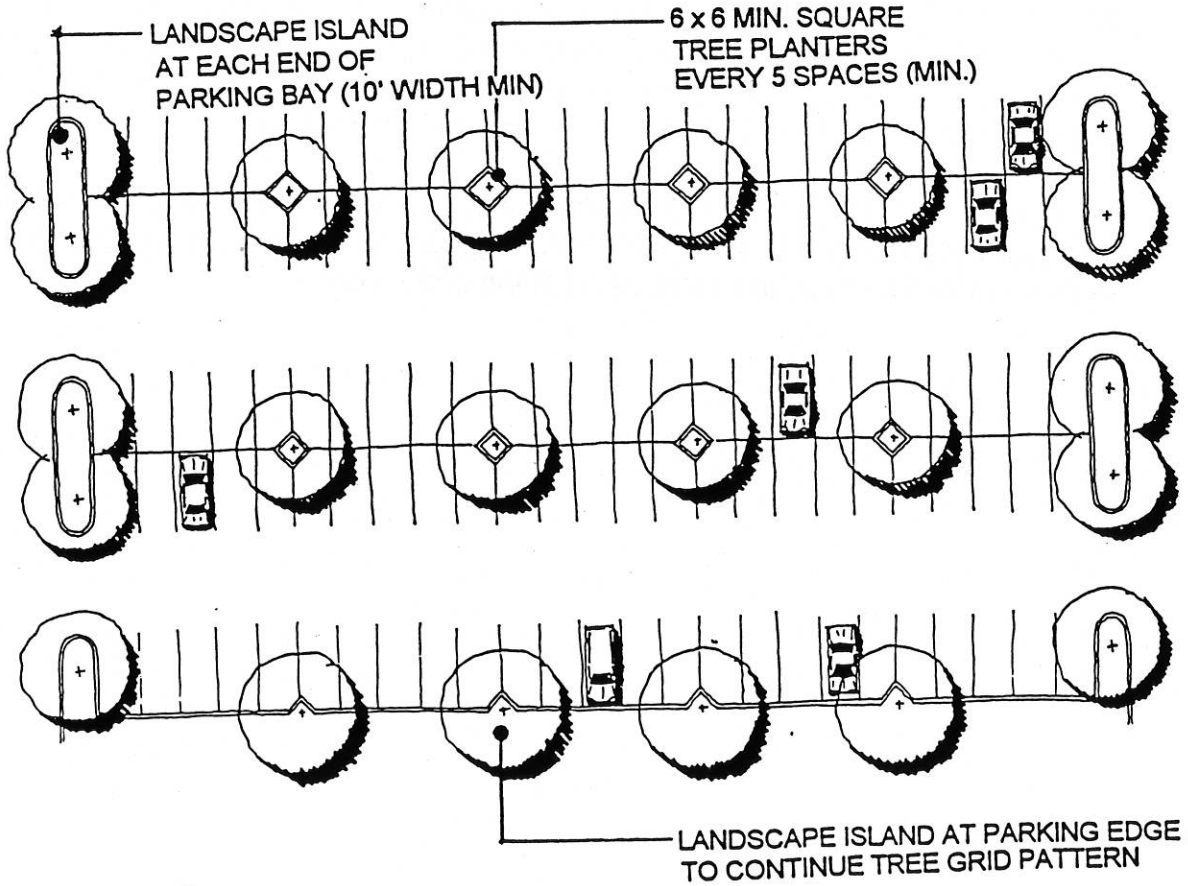 LANDSCAPE ISLAND
AT EACH END OF
PARKING BAY (10' WIDTH MIN)
6 x 6 MIN. SQUARE
TREE PLANTERS
EVERY 5 SPACES (MIN.)
LANDSCAPE ISLAND AT PARKING EDGE
TO CONTINUE TREE GRID PATTERN